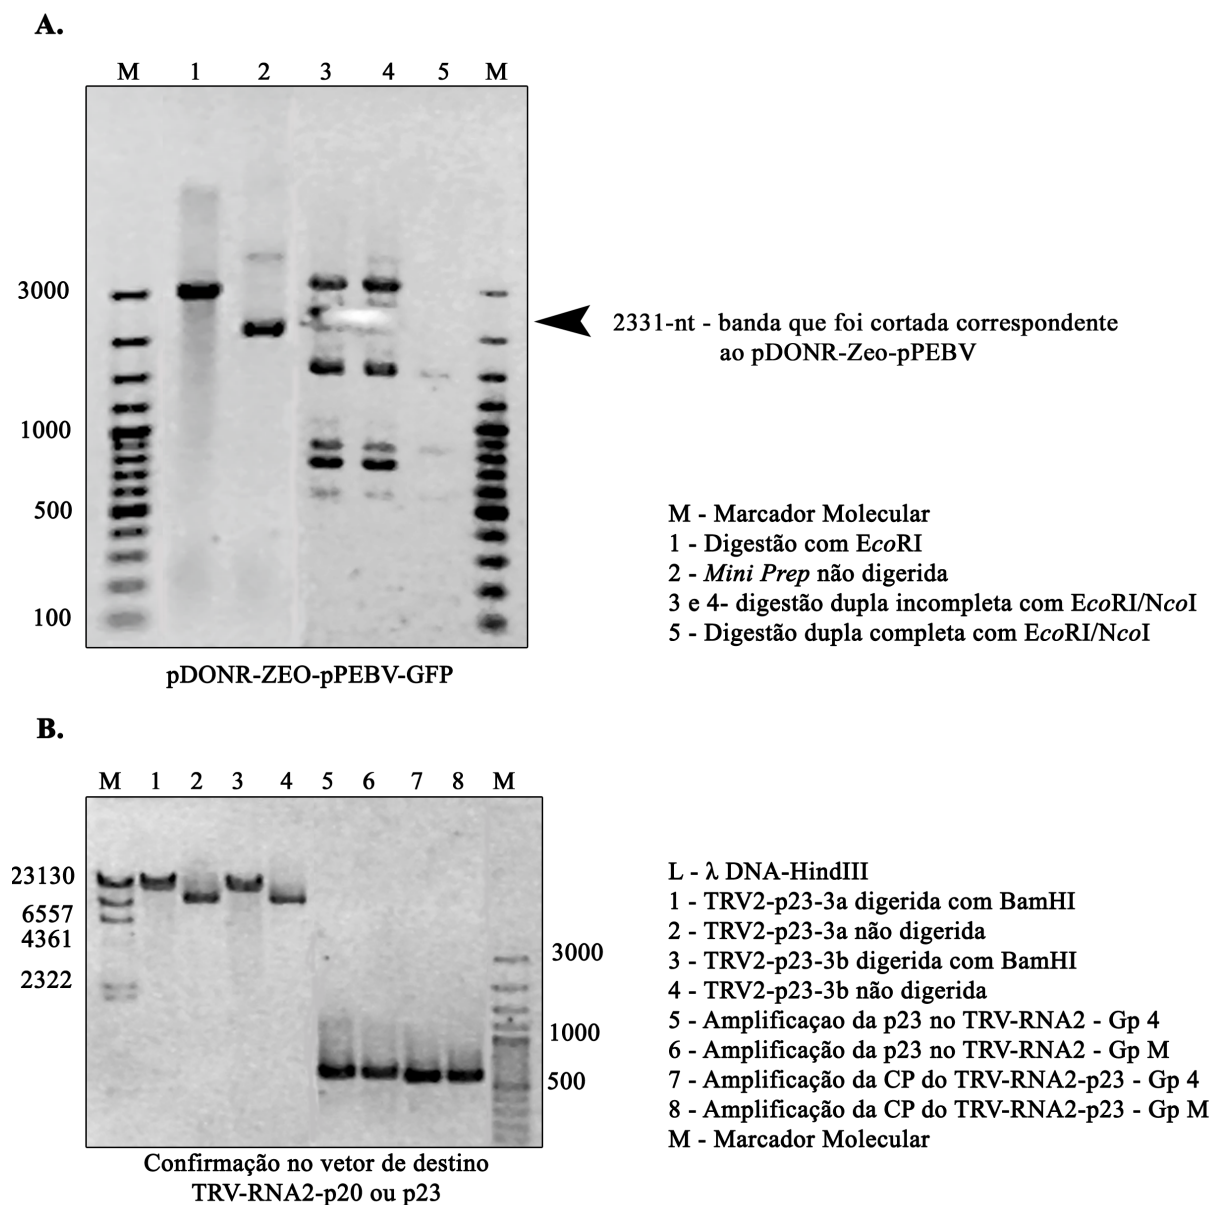 A.
M 1 2 3 4 5 M
3000
1000
500
100
2331-nt - banda que foi cortada correspondente
ao pDONR-Zeo-pPEBV
M - Marcador Molecular
1 - Digestão com EcoRI
2 - Mini Prep não digerida
3 e 4- digestão dupla incompleta com EcoRI/NcoI
5 - Digestão dupla completa com EcoRI/NcoI
pDONR-ZEO-pPEBV-GFP
B.
M 1 2 3 4 5 6 7 8 M
23130
6557
4361
2322
3000
1000
500
L - λ DNA-HindIII
1 - TRV2-p23-3a digerida com BamHI
2 - TRV2-p23-3a não digerida
3 - TRV2-p23-3b digerida com BamHI
4 - TRV2-p23-3b não digerida
5 - Amplificaçao da p23 no TRV-RNA2 - Gp 4
6 - Amplificação da p23 no TRV-RNA2 - Gp M
7 - Amplificação da CP do TRV-RNA2-p23 - Gp 4
8 - Amplificação da CP do TRV-RNA2-p23 - Gp M
M - Marcador Molecular
Confirmação no vetor de destino
TRV-RNA2-p20 ou p23